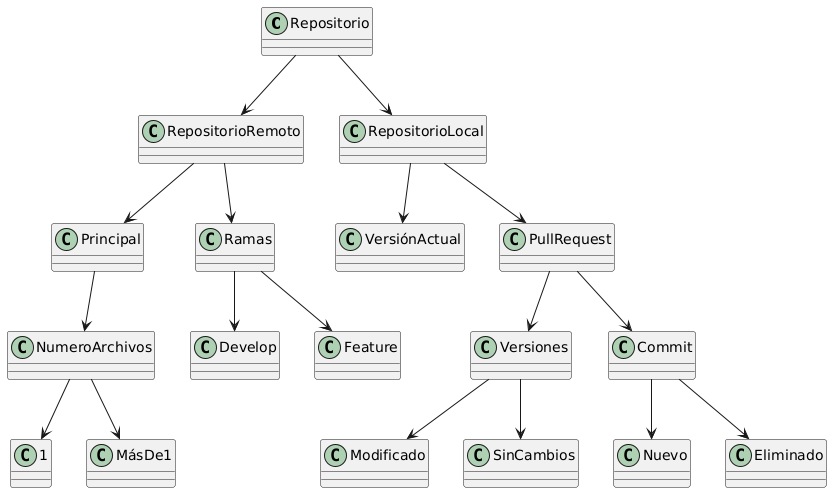 C Repositorio
C RepositorioRemoto
C RepositorioLocal
C Principal
C Ramas
C VersiónActual
C PullRequest
C NumeroArchivos
C Develop
C Feature
C Versiones
C Commit
C 1
C MásDe1
C Modificado
C SinCambios
C Nuevo
C Eliminado